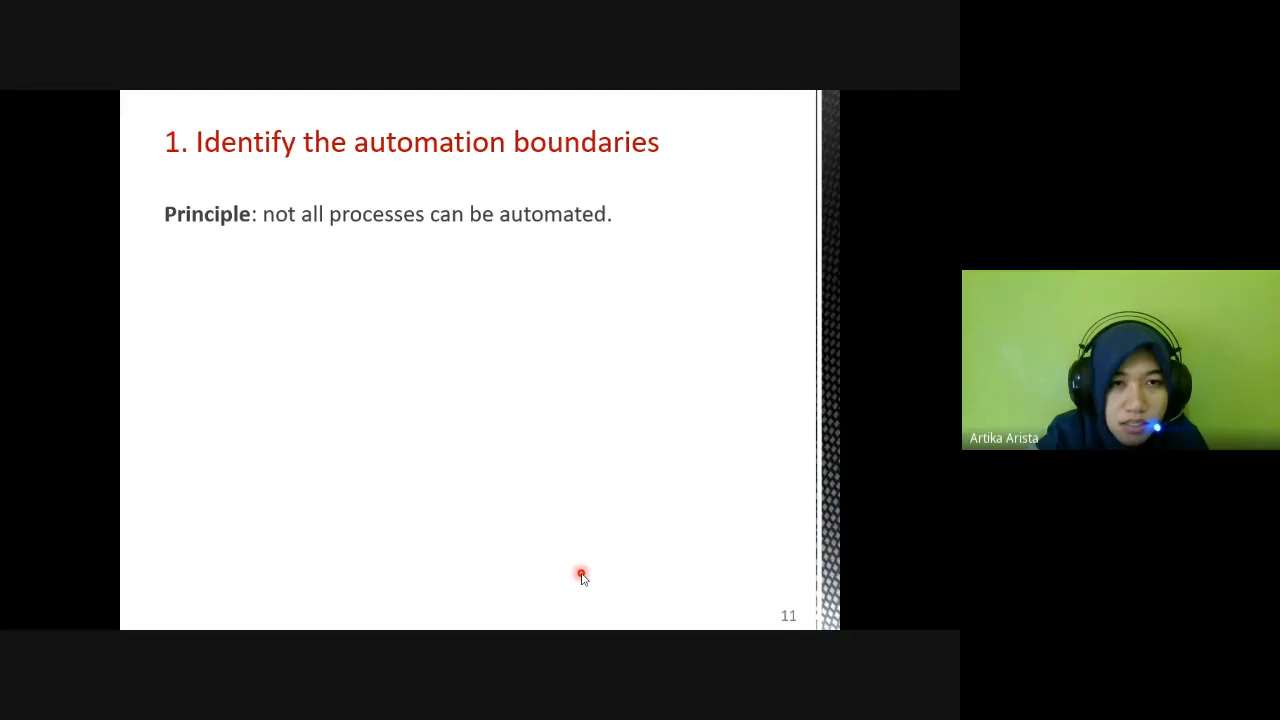 1. Identify the automation boundaries
Principle: not all processes can be automated.
11
Artika Arista